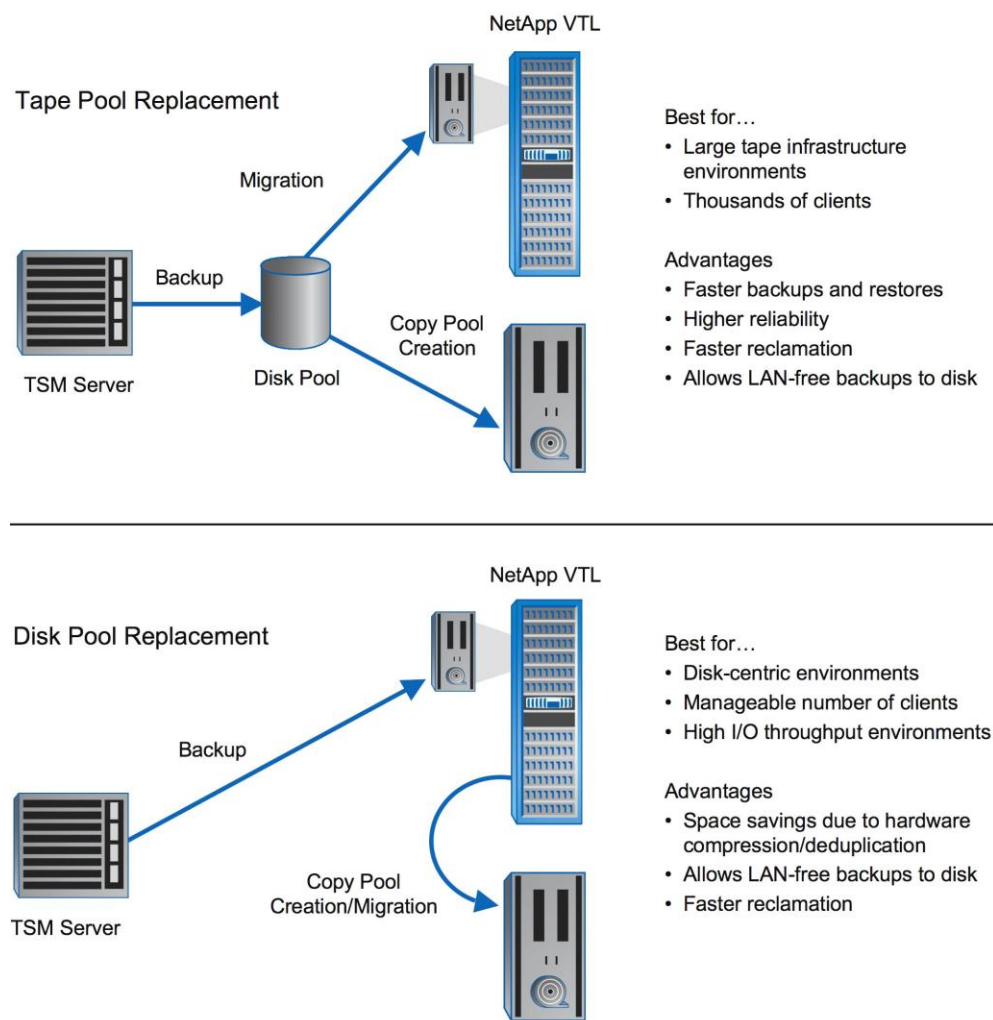 NetApp VTL
Tape Pool Replacement
Migration
Backup
TSM Server
Disk Pool
Copy Pool
Creation
Best for…
• Large tape infrastructure
environments
• Thousands of clients
Advantages
• Faster backups and restores
• Higher reliability
• Faster reclamation
• Allows LAN-free backups to disk
NetApp VTL
Disk Pool Replacement
Backup
TSM Server
Copy Pool
Creation/Migration
Best for…
• Disk-centric environments
• Manageable number of clients
• High I/O throughput environments
Advantages
• Space savings due to hardware
compression/deduplication
• Allows LAN-free backups to disk
• Faster reclamation